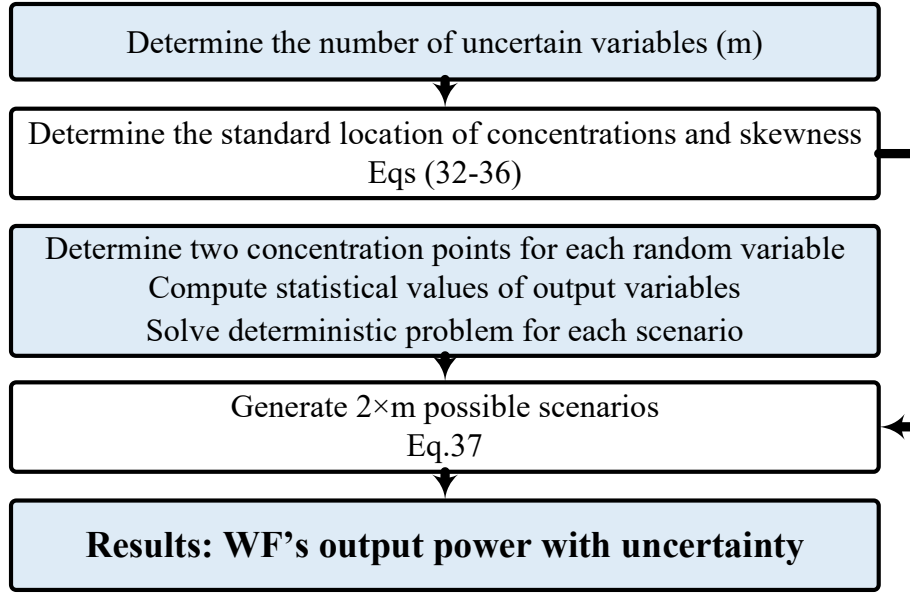 Determine the number of uncertain variables (m)
Determine the standard location of concentrations and skewness
Eqs (32-36)
Determine two concentration points for each random variable
Compute statistical values of output variables
Solve deterministic problem for each scenario
Generate 2×m possible scenarios
Eq.37
Results: WF’s output power with uncertainty